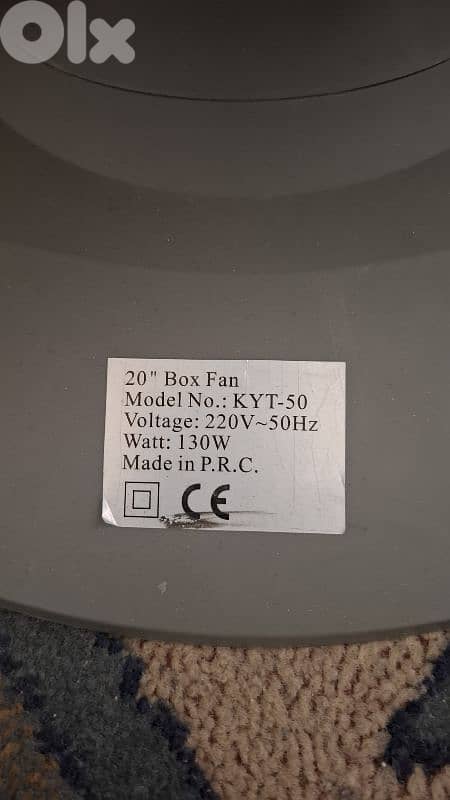 OLX
20" Box Fan
Model No.: KYT-50
Voltage: 220V~50Hz
Watt: 130W
Made in P.R.C.
CE